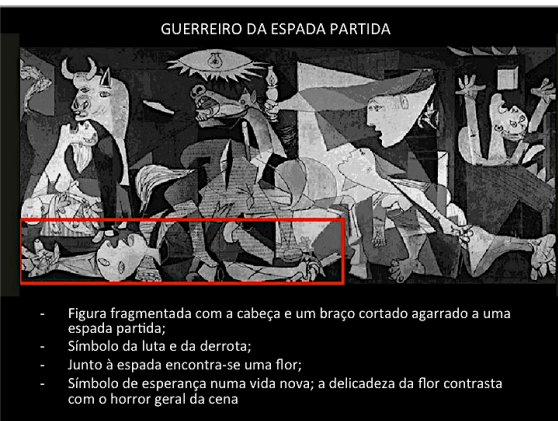 GUERREIRO DA ESPADA PARTIDA
- Figura fragmentada com a cabeça e um braço cortado agarrado a uma
espada partida;
- Símbolo da luta e da derrota;
- Junto à espada encontra-se uma flor;
- Símbolo de esperança numa vida nova; a delicadeza da flor contrasta
com o horror geral da cena